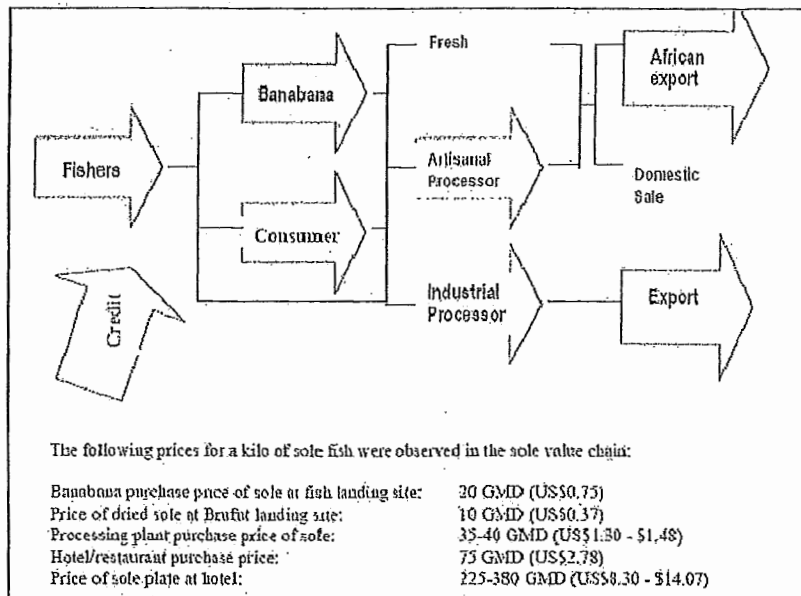 Fresh
African
export
Banabana
Fishers
Artisanal
Processor
Domestic
Sale
Consumer
Credit
Industrial
Processor
Export
The following prices for a kilo of sole fish were observed in the sole value chain:
Banabana purchase price of sole at fish landing site: 20 GMD (US$0.75)
Price of dried sole at Brufut landing site: 10 GMD (US$0.37)
Processing plant purchase price of sole: 35-40 GMD (US$1.30 - $1.48)
Hotel/restaurant purchase price: 75 GMD (US$2.78)
Price of sole plate at hotel: 225-380 GMD (US$8.30 - $14.07)